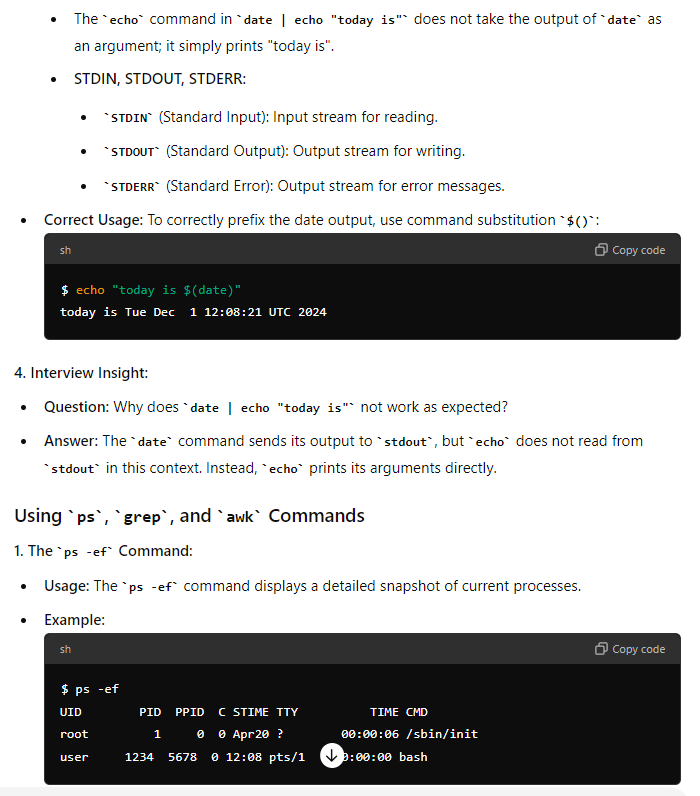 The `echo` command in `date | echo "today is"` does not take the output of `date` as
an argument; it simply prints "today is".
STDIN, STDOUT, STDERR:
`STDIN` (Standard Input): Input stream for reading.
`STDOUT` (Standard Output): Output stream for writing.
`STDERR` (Standard Error): Output stream for error messages.
Correct Usage: To correctly prefix the date output, use command substitution `$()`:
sh Copy code
$ echo "today is $(date)"
today is Tue Dec  1 12:08:21 UTC 2024
4. Interview Insight:
Question: Why does `date | echo "today is"` not work as expected?
Answer: The `date` command sends its output to `stdout`, but `echo` does not read from
`stdout` in this context. Instead, `echo` prints its arguments directly.
Using `ps`, `grep`, and `awk` Commands
1. The `ps -ef` Command:
Usage: The `ps -ef` command displays a detailed snapshot of current processes.
Example:
sh Copy code
$ ps -ef
UID        PID  PPID  C STIME TTY          TIME CMD
root         1     0  0 Apr20 ?        00:00:06 /sbin/init
user      1234  5678  0 12:08 pts/1    :00:00 bash